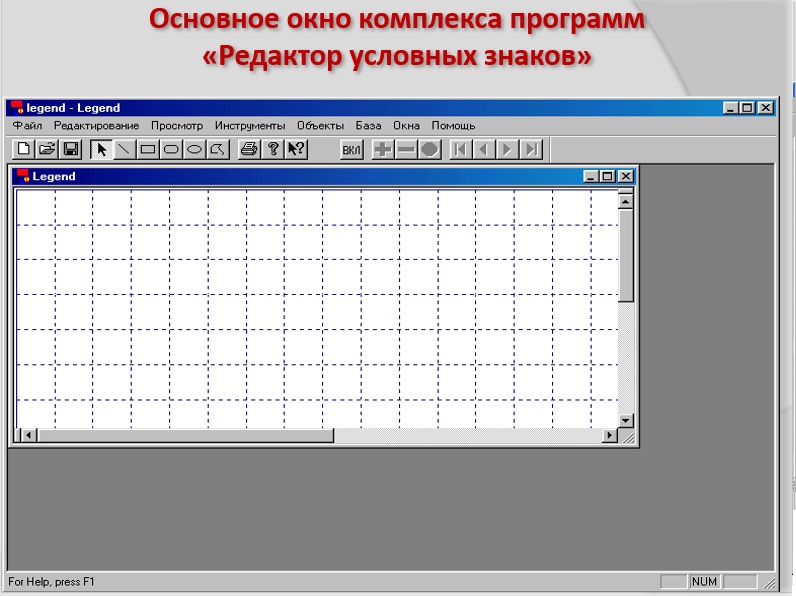 Основное окно комплекса программ
«Редактор условных знаков»
legend - Legend
Файл Редактирование Просмотр Инструменты Объекты База Окна Помощь
ВКЛ
Legend
For Help, press F1
NUM